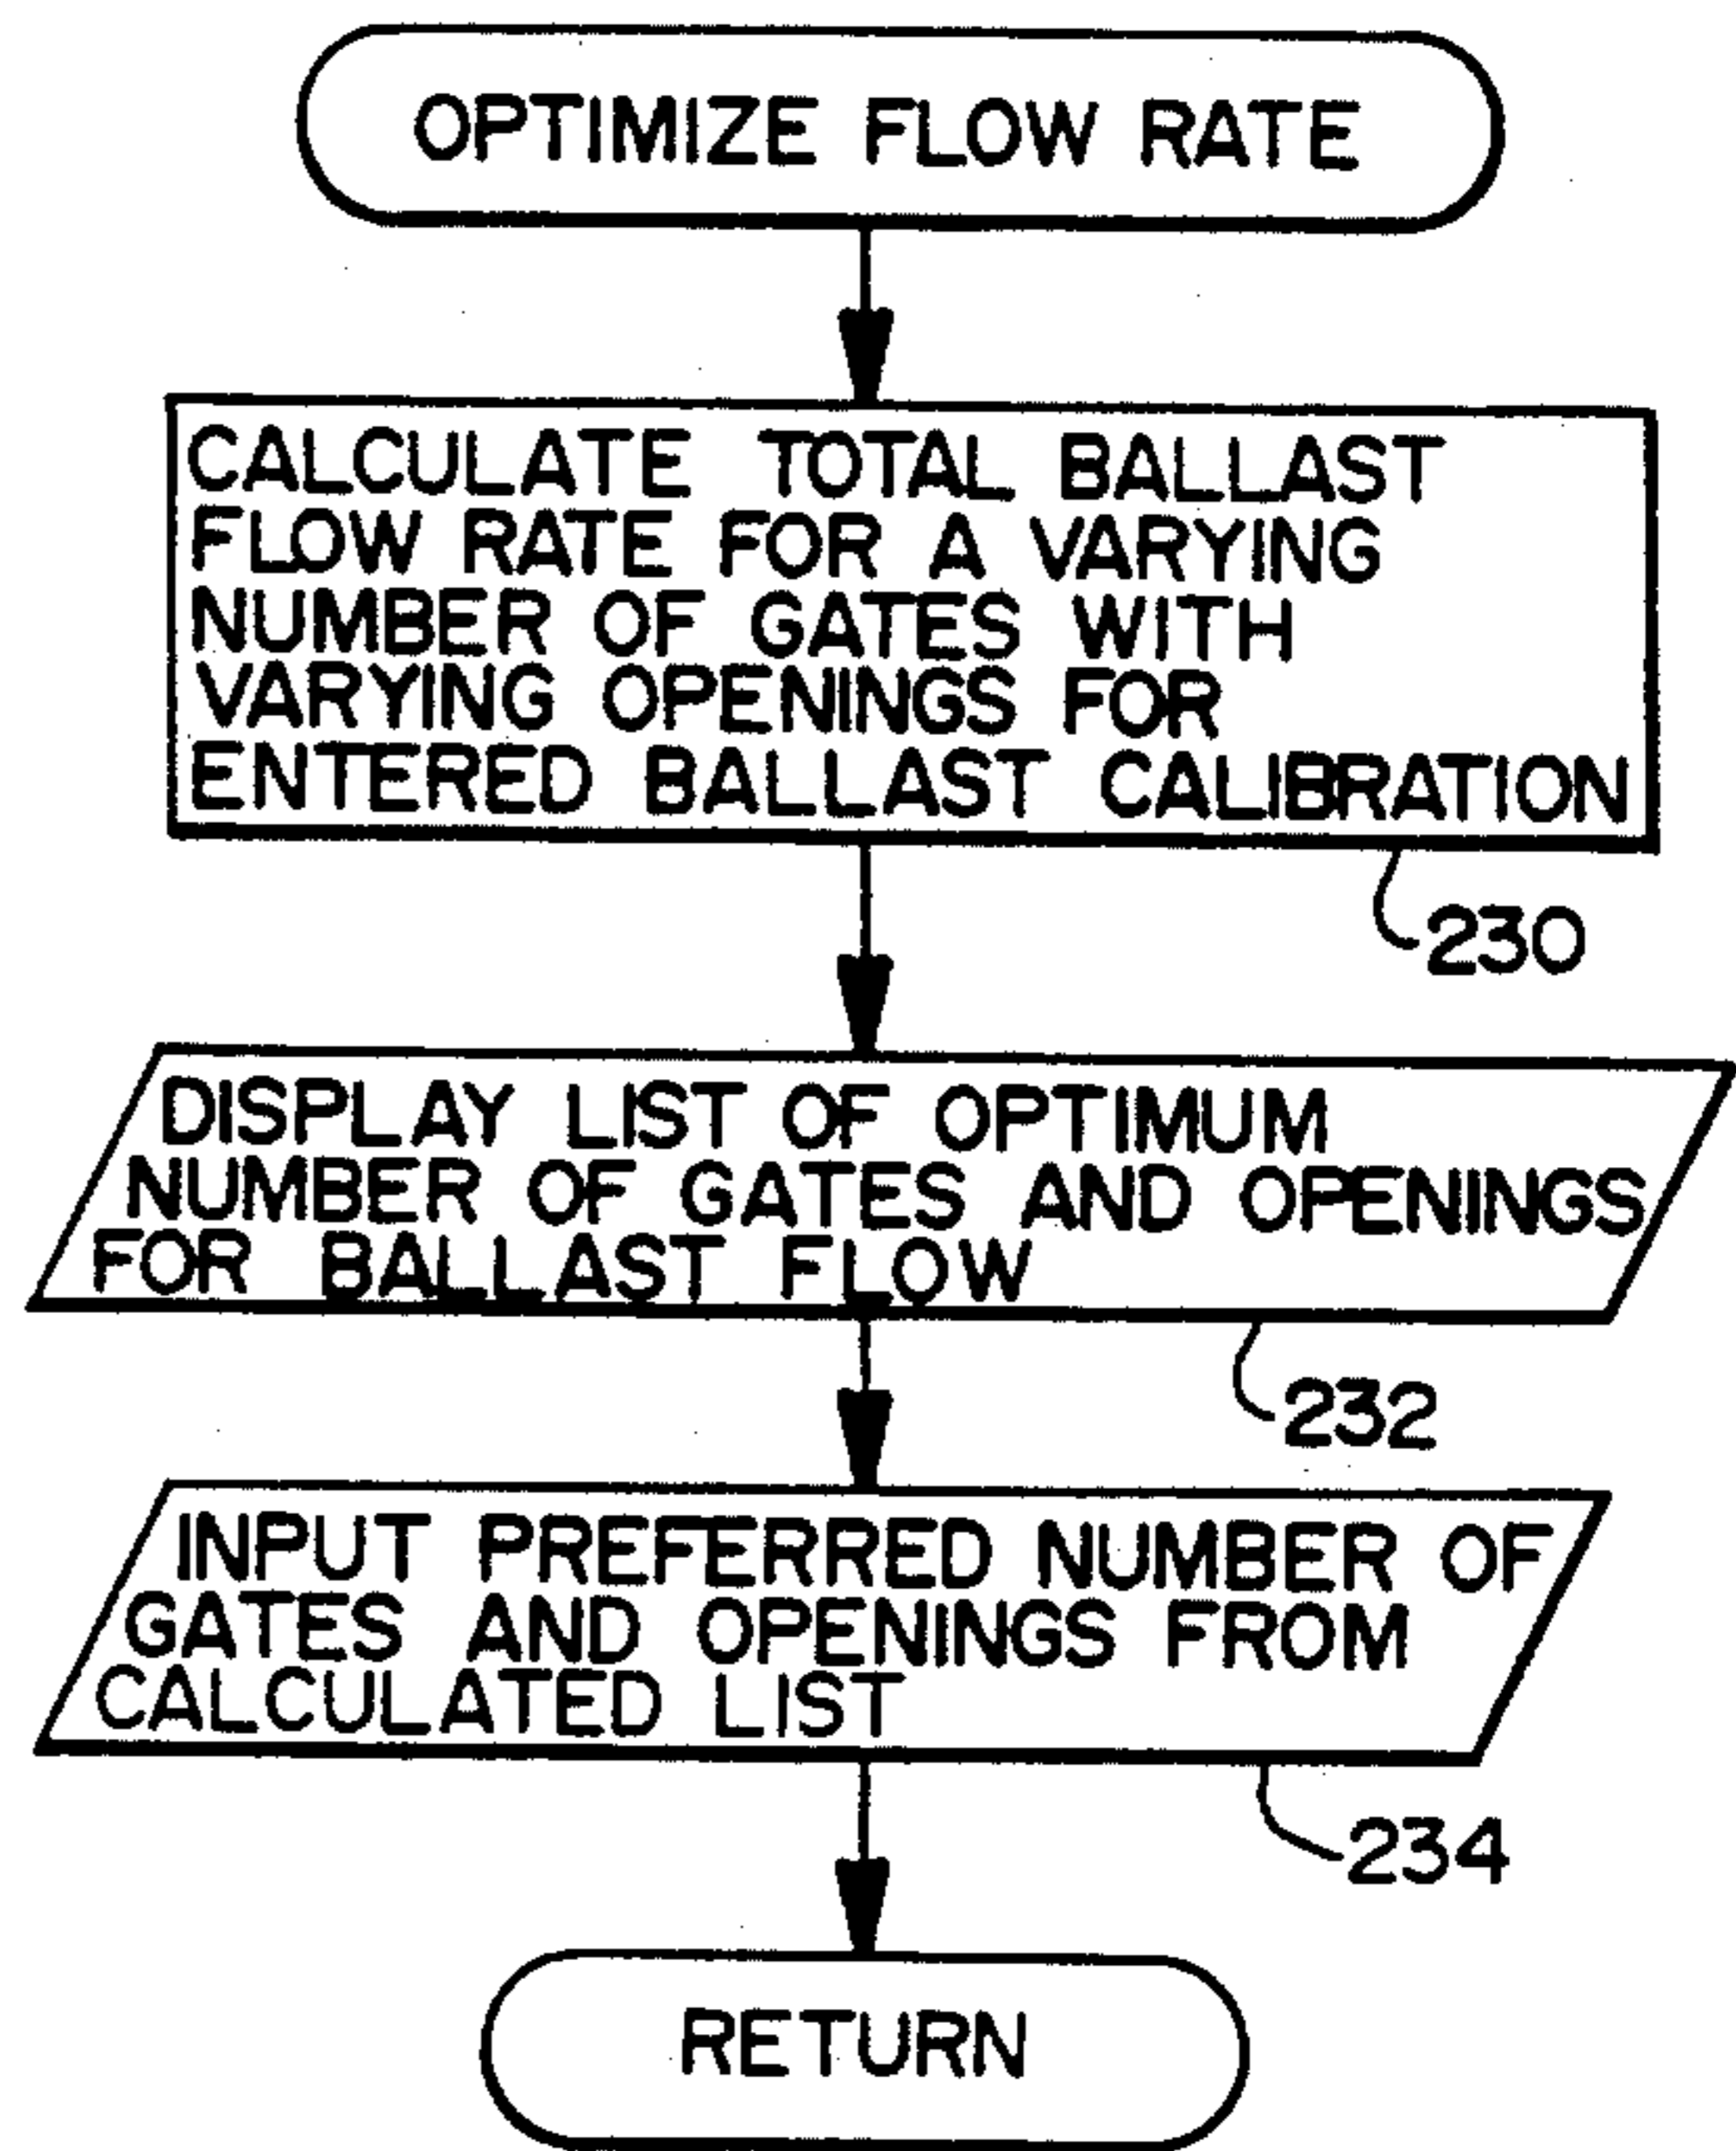 OPTIMIZE FLOW RATE
CALCULATE TOTAL BALLAST
FLOW RATE FOR A VARYING
NUMBER OF GATES WITH
VARYING OPENINGS FOR
ENTERED BALLAST CALIBRATION
230
DISPLAY LIST OF OPTIMUM
NUMBER OF GATES AND OPENINGS
FOR BALLAST FLOW
232
INPUT PREFERRED NUMBER OF
GATES AND OPENINGS FROM
CALCULATED LIST
234
RETURN